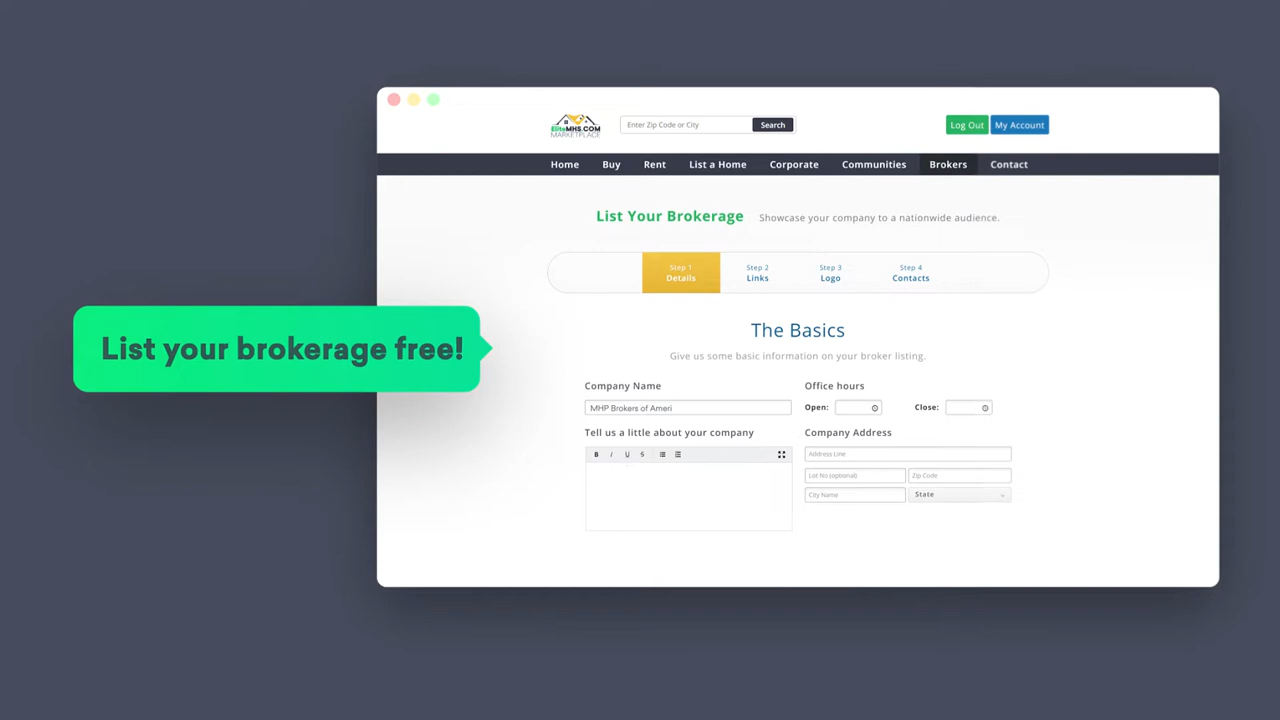 EliteMHS.COM
MARKETPLACE
Enter Zip Code or City
Search
Log Out
My Account
Home Buy Rent List a Home Corporate Communities Brokers Contact
List Your Brokerage Showcase your company to a nationwide audience.
Step 1
Details
Step 2
Links
Step 3
Logo
Step 4
Contacts
List your brokerage free!
The Basics
Give us some basic information on your broker listing.
Company Name
MHP Brokers of Ameri
Office hours
Open: Close:
Tell us a little about your company
B I U S
Company Address
Address Line
Lot No (optional) Zip Code
City Name State